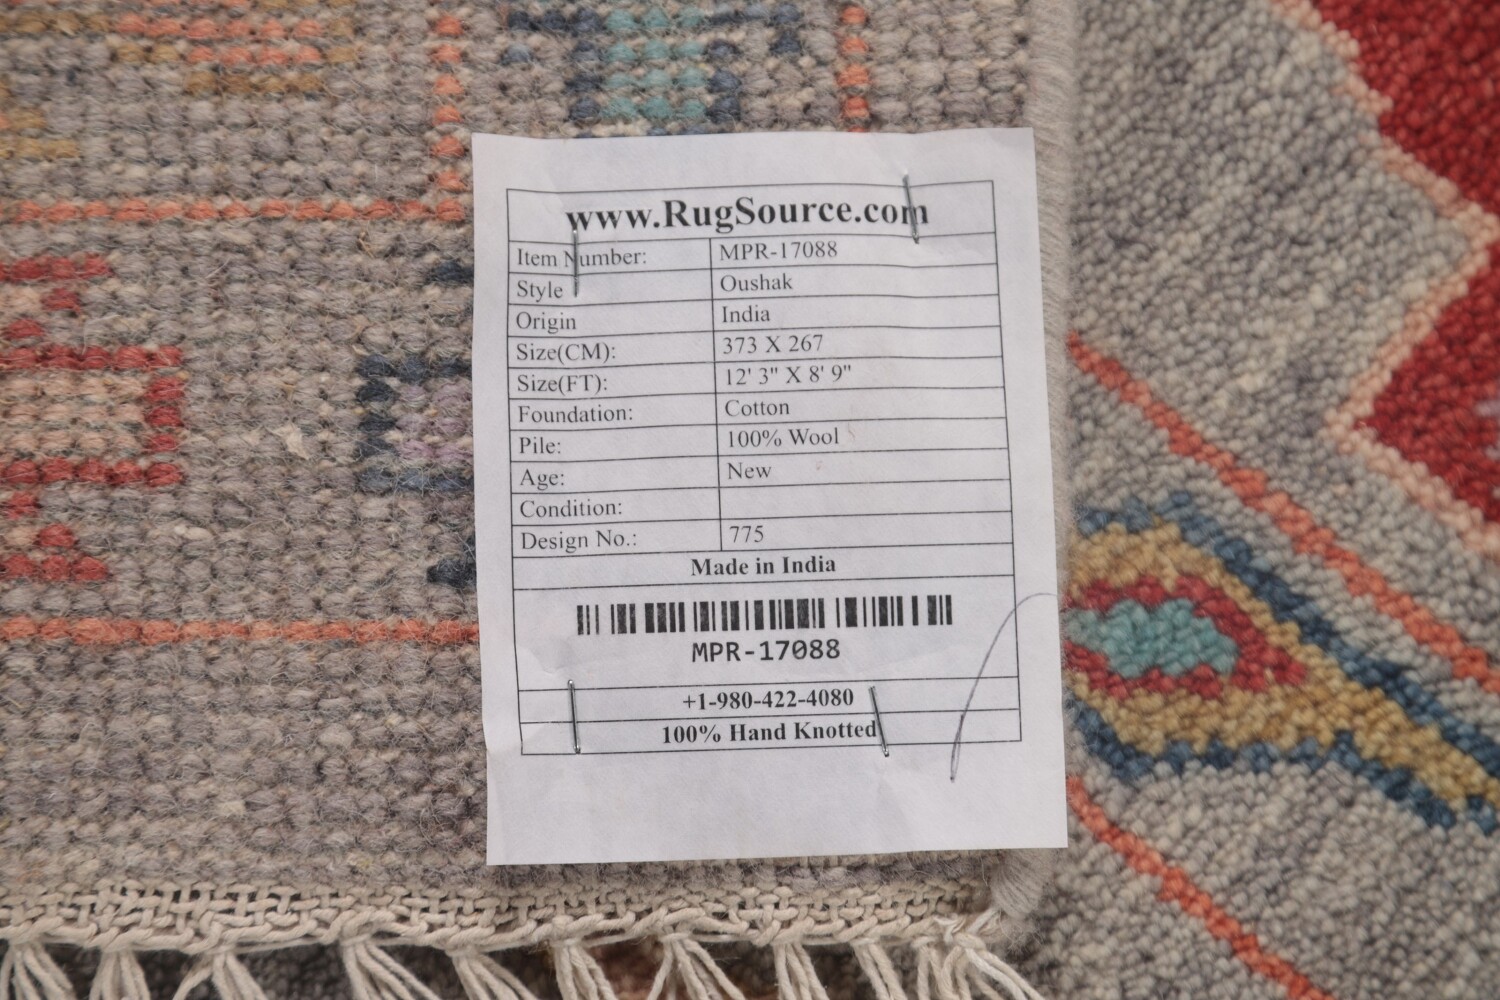 www.RugSource.com
Item Number: MPR-17088
Style Oushak
Origin India
Size(CM): 373 X 267
Size(FT): 12' 3" X 8' 9"
Foundation: Cotton
Pile: 100% Wool
Age: New
Condition:
Design No.: 775
Made in India
MPR-17088
+1-980-422-4080
100% Hand Knotted